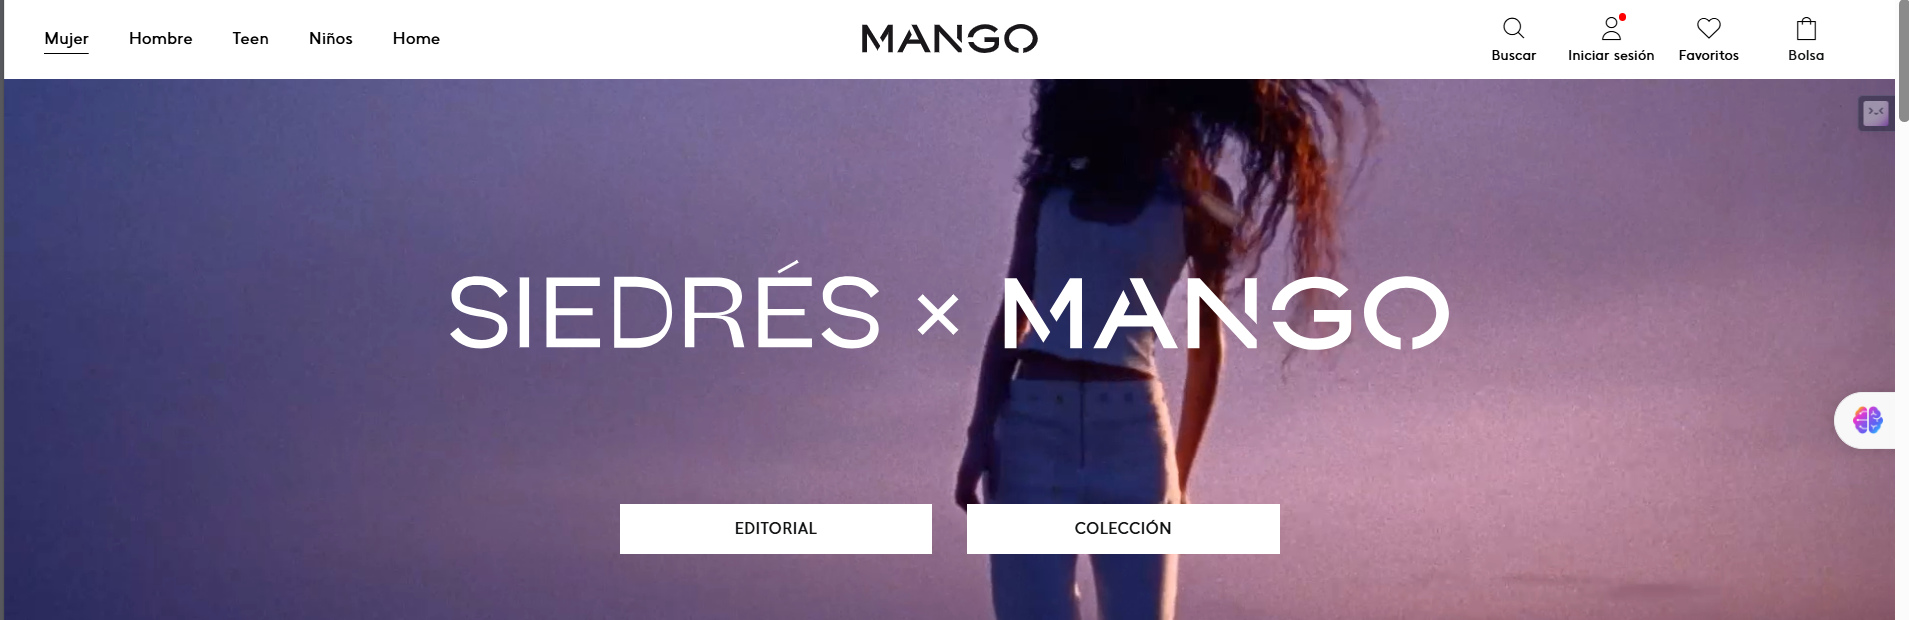 Mujer Hombre Teen Niños Home
MANGO
Buscar Iniciar sesión Favoritos Bolsa
SIEDRÉS × MANGO
EDITORIAL COLECCIÓN